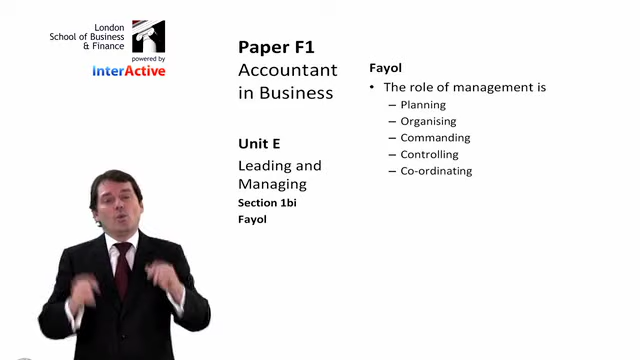 London
School of Business
& Finance
powered by
InterActive
Paper F1
Accountant
in Business
Unit E
Leading and
Managing
Section 1bi
Fayol
Fayol
• The role of management is
– Planning
– Organising
– Commanding
– Controlling
– Co-ordinating